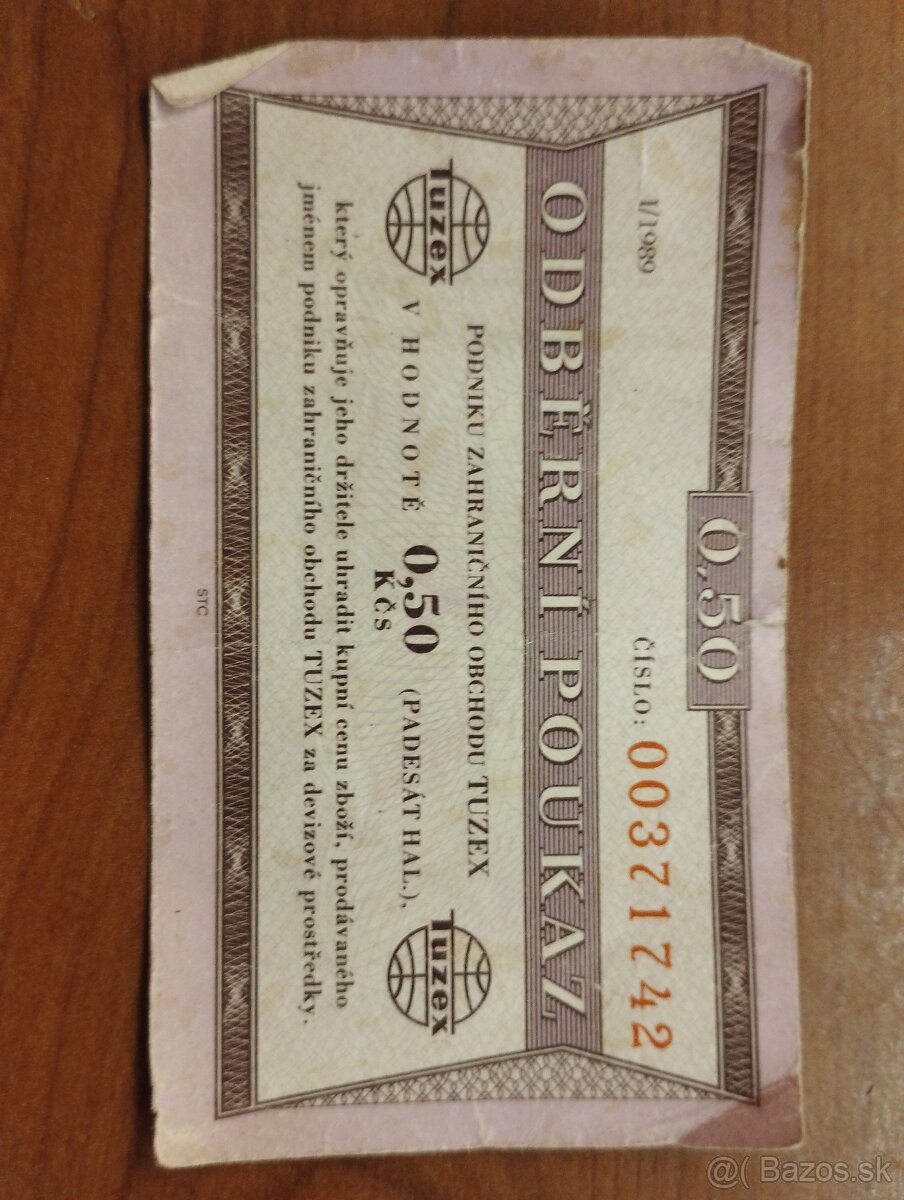 0,50
I/1989
ČÍSLO: 00371742
ODBĚRNÍ POUKAZ
PODNIKU ZAHRANIČNÍHO OBCHODU TUZEX
Tuzex
V HODNOTĚ 0,50 (PADESÁT HAL.),
KČS
Tuzex
který opravňuje jeho držitele uhradit kupní cenu zboží, prodávaného
jménem podniku zahraničního obchodu TUZEX za devizové prostředky.
STC
@( Bazos.sk